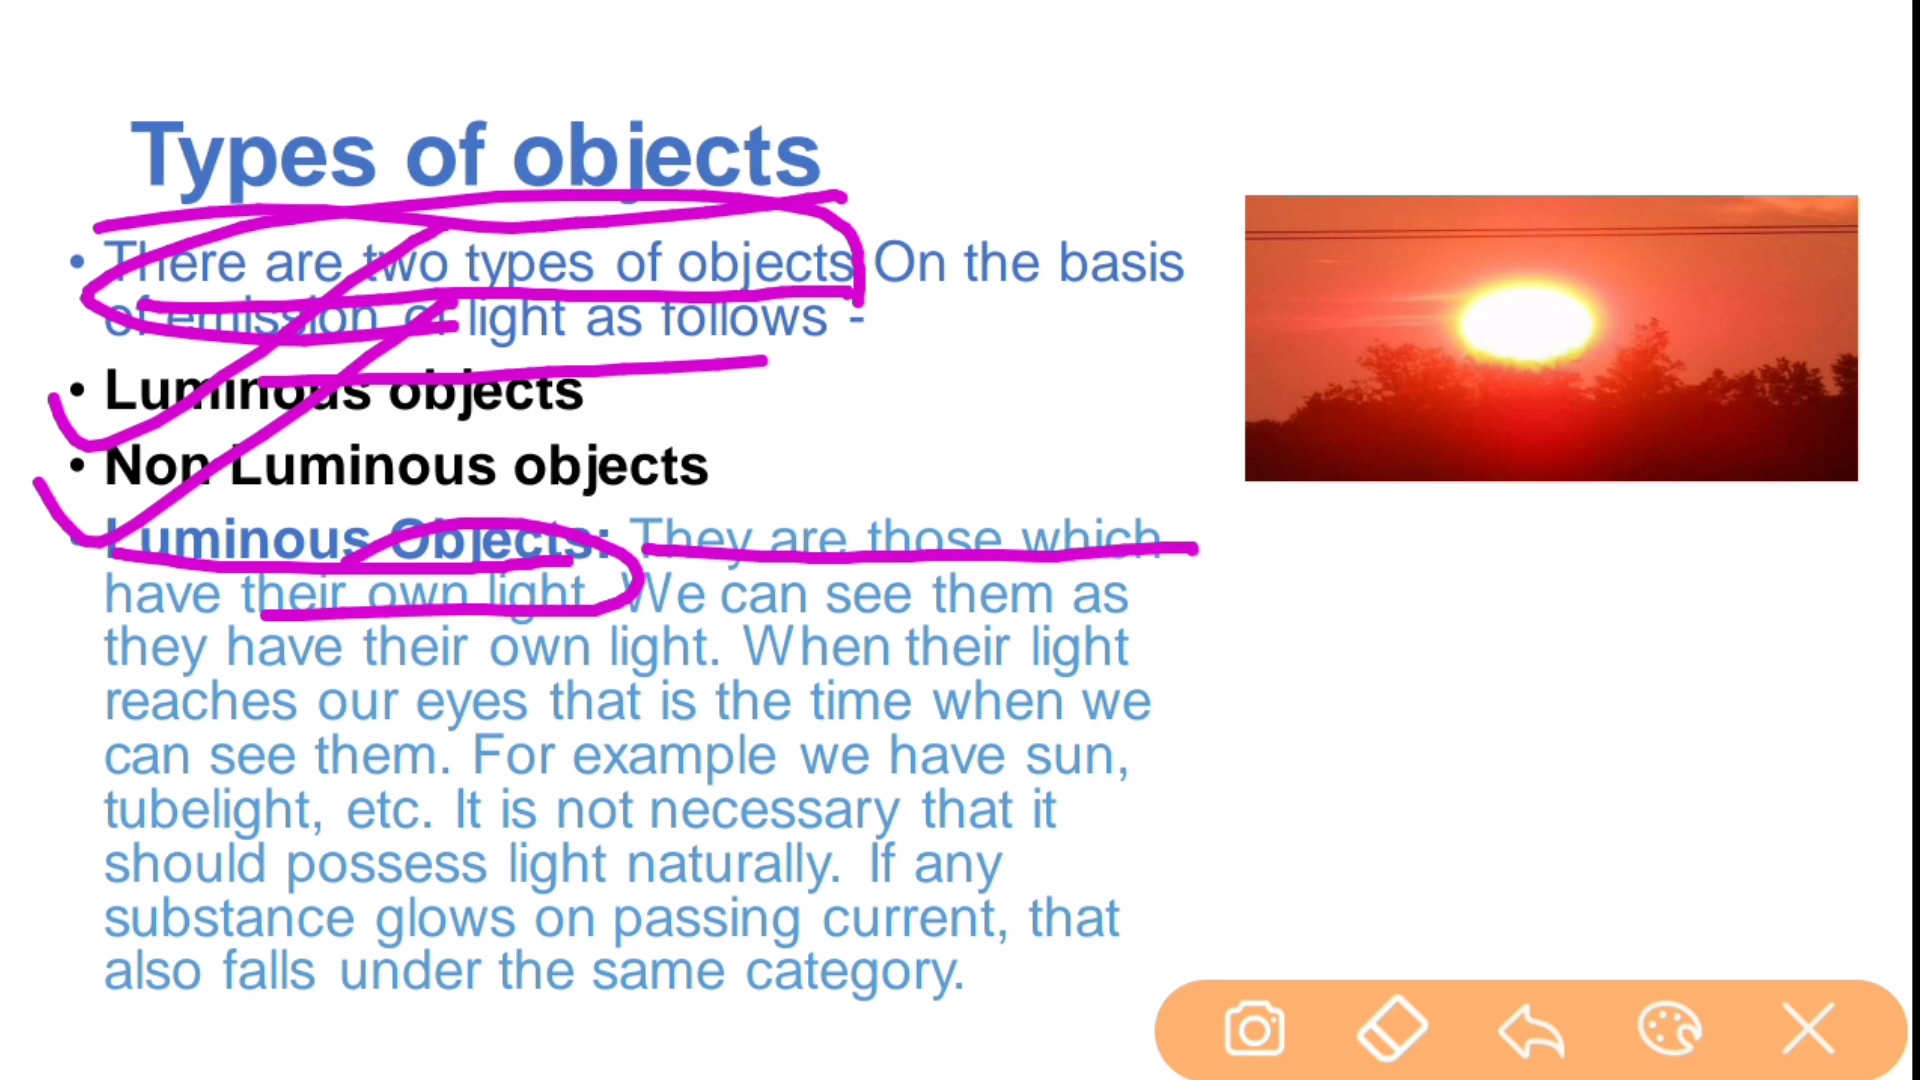 Types of objects
• There are two types of objects On the basis
of emission of light as follows -
• Luminous objects
• Non Luminous objects
• Luminous Objects: They are those which
have their own light. We can see them as
they have their own light. When their light
reaches our eyes that is the time when we
can see them. For example we have sun,
tubelight, etc. It is not necessary that it
should possess light naturally. If any
substance glows on passing current, that
also falls under the same category.